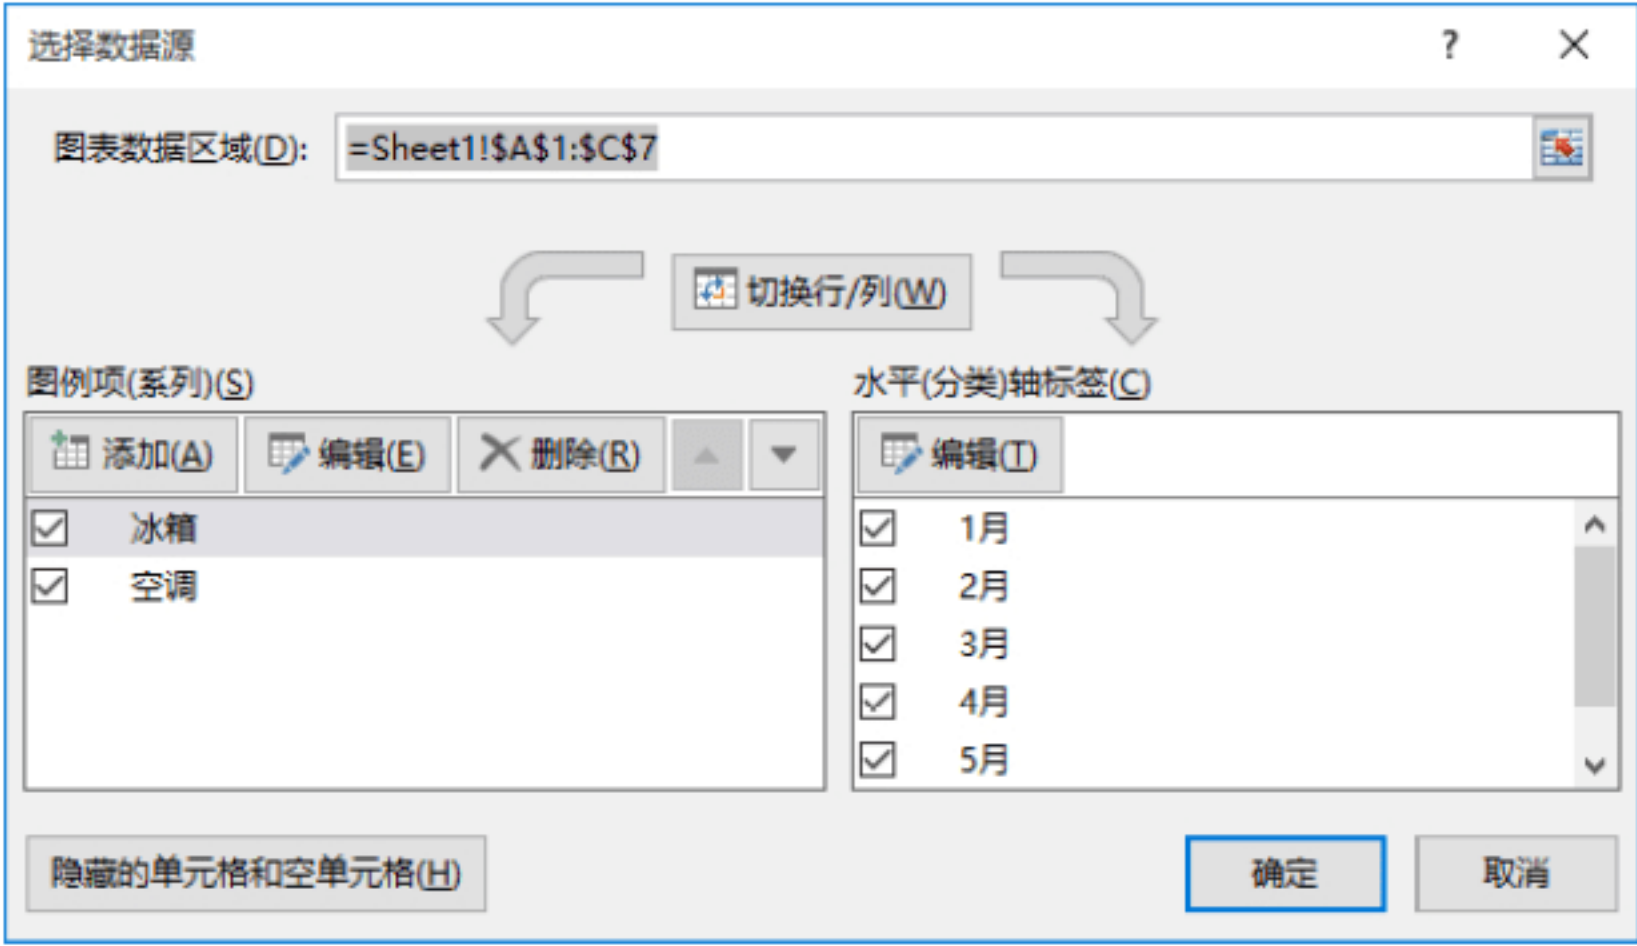 选择数据源
图表数据区域(D): =Sheet1!$A$1:$C$7
切换行/列(W)
图例项(系列)(S)
添加(A) 编辑(E) 删除(R)
冰箱
空调
水平(分类)轴标签(C)
编辑(T)
1月
2月
3月
4月
5月
隐藏的单元格和空单元格(H)
确定 取消